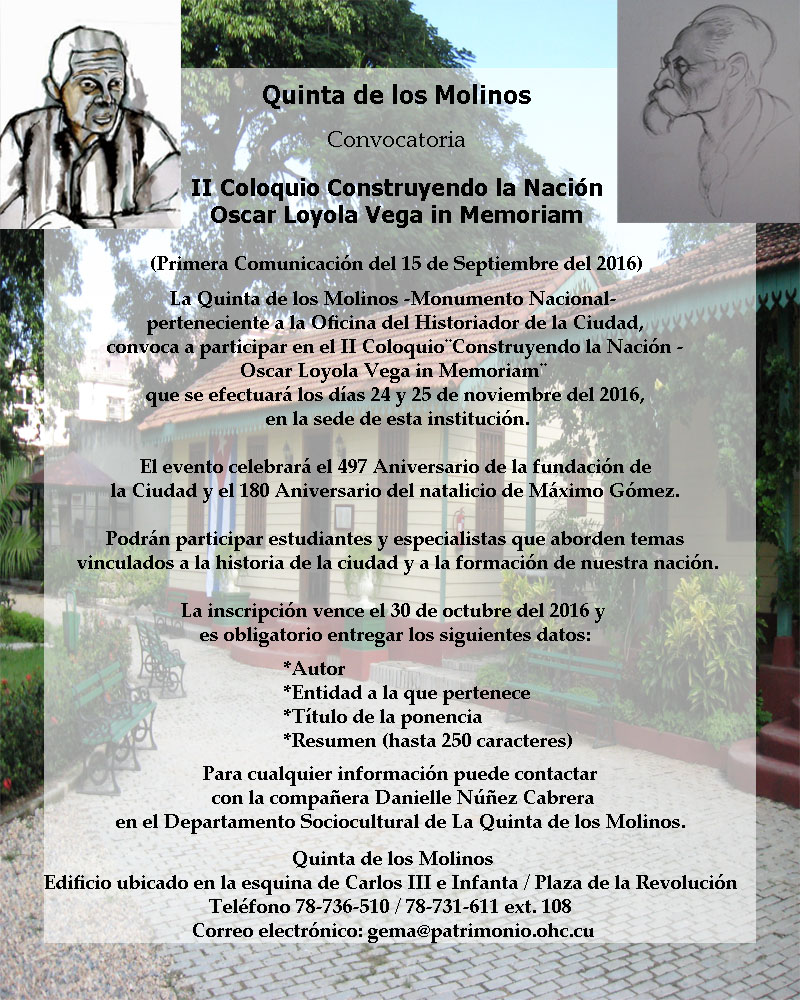 Quinta de los Molinos
Convocatoria
II Coloquio Construyendo la Nación
Oscar Loyola Vega in Memoriam
(Primera Comunicación del 15 de Septiembre del 2016)
La Quinta de los Molinos -Monumento Nacional-
perteneciente a la Oficina del Historiador de la Ciudad,
convoca a participar en el II Coloquio¨Construyendo la Nación -
Oscar Loyola Vega in Memoriam¨
que se efectuará los días 24 y 25 de noviembre del 2016,
en la sede de esta institución.
El evento celebrará el 497 Aniversario de la fundación de
la Ciudad y el 180 Aniversario del natalicio de Máximo Gómez.
Podrán participar estudiantes y especialistas que aborden temas
vinculados a la historia de la ciudad y a la formación de nuestra nación.
La inscripción vence el 30 de octubre del 2016 y
es obligatorio entregar los siguientes datos:
*Autor
*Entidad a la que pertenece
*Título de la ponencia
*Resumen (hasta 250 caracteres)
Para cualquier información puede contactar
con la compañera Danielle Núñez Cabrera
en el Departamento Sociocultural de La Quinta de los Molinos.
Quinta de los Molinos
Edificio ubicado en la esquina de Carlos III e Infanta / Plaza de la Revolución
Teléfono 78-736-510 / 78-731-611 ext. 108
Correo electrónico: gema@patrimonio.ohc.cu